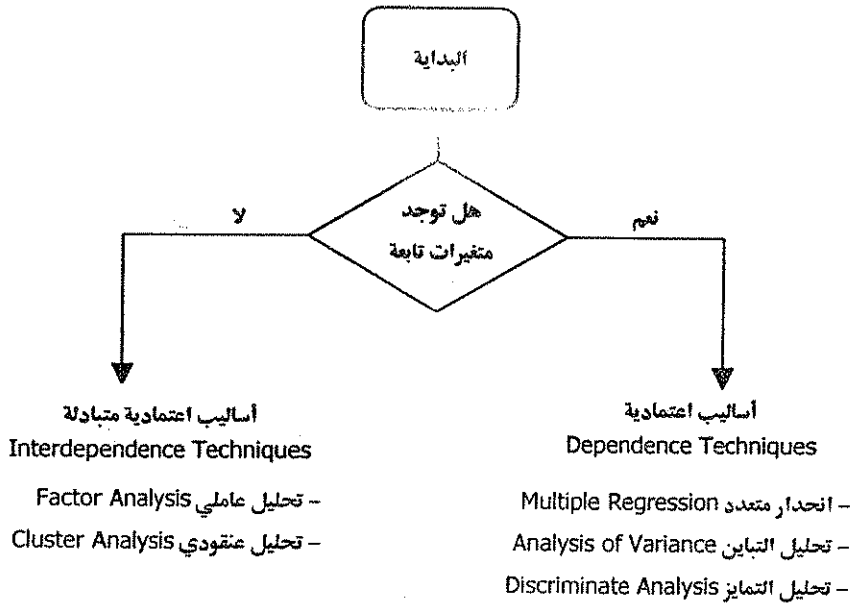 البداية
هل توجد
متغيرات تابعة
نعم
لا
أساليب اعتمادية
Dependence Techniques
– انحدار متعدد Multiple Regression
– تحليل التباين Analysis of Variance
– تحليل التمايز Discriminate Analysis
أساليب اعتمادية متبادلة
Interdependence Techniques
– تحليل عاملي Factor Analysis
– تحليل عنقودي Cluster Analysis